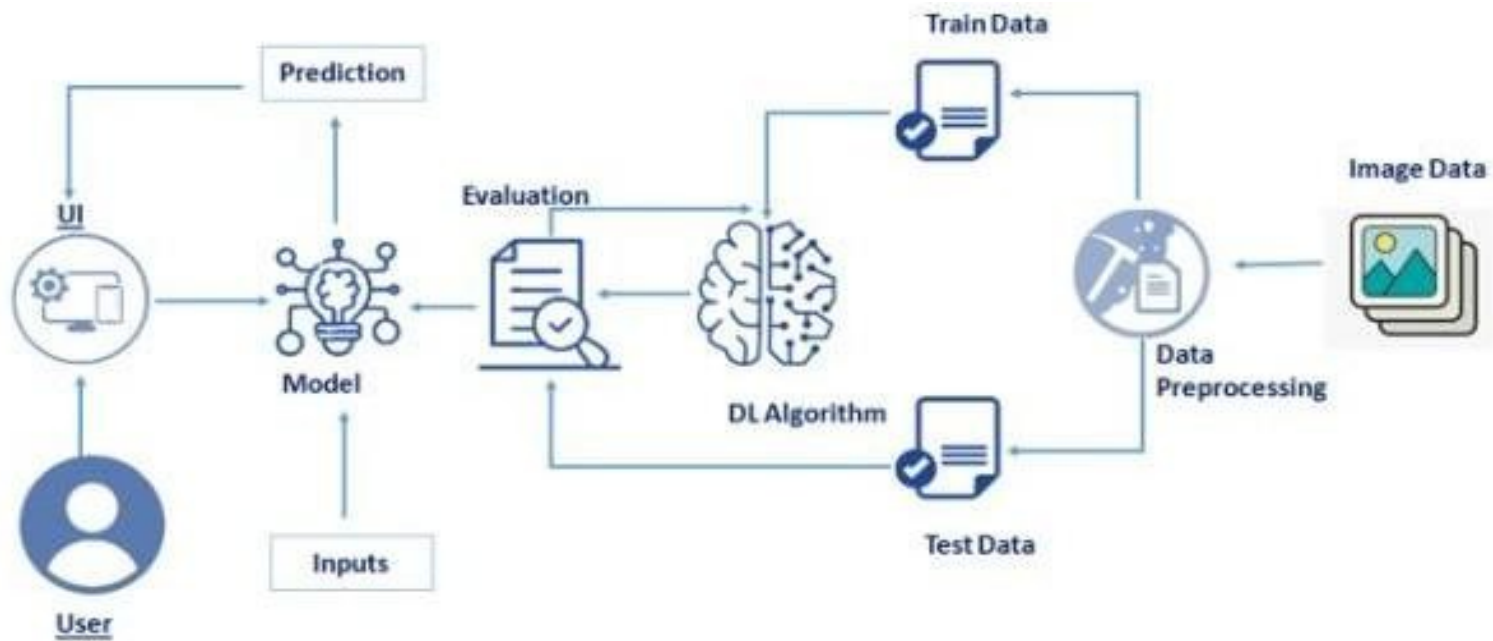 Train Data
Prediction
Image Data
Evaluation
UI
Data
Preprocessing
Model
DL Algorithm
Test Data
Inputs
User